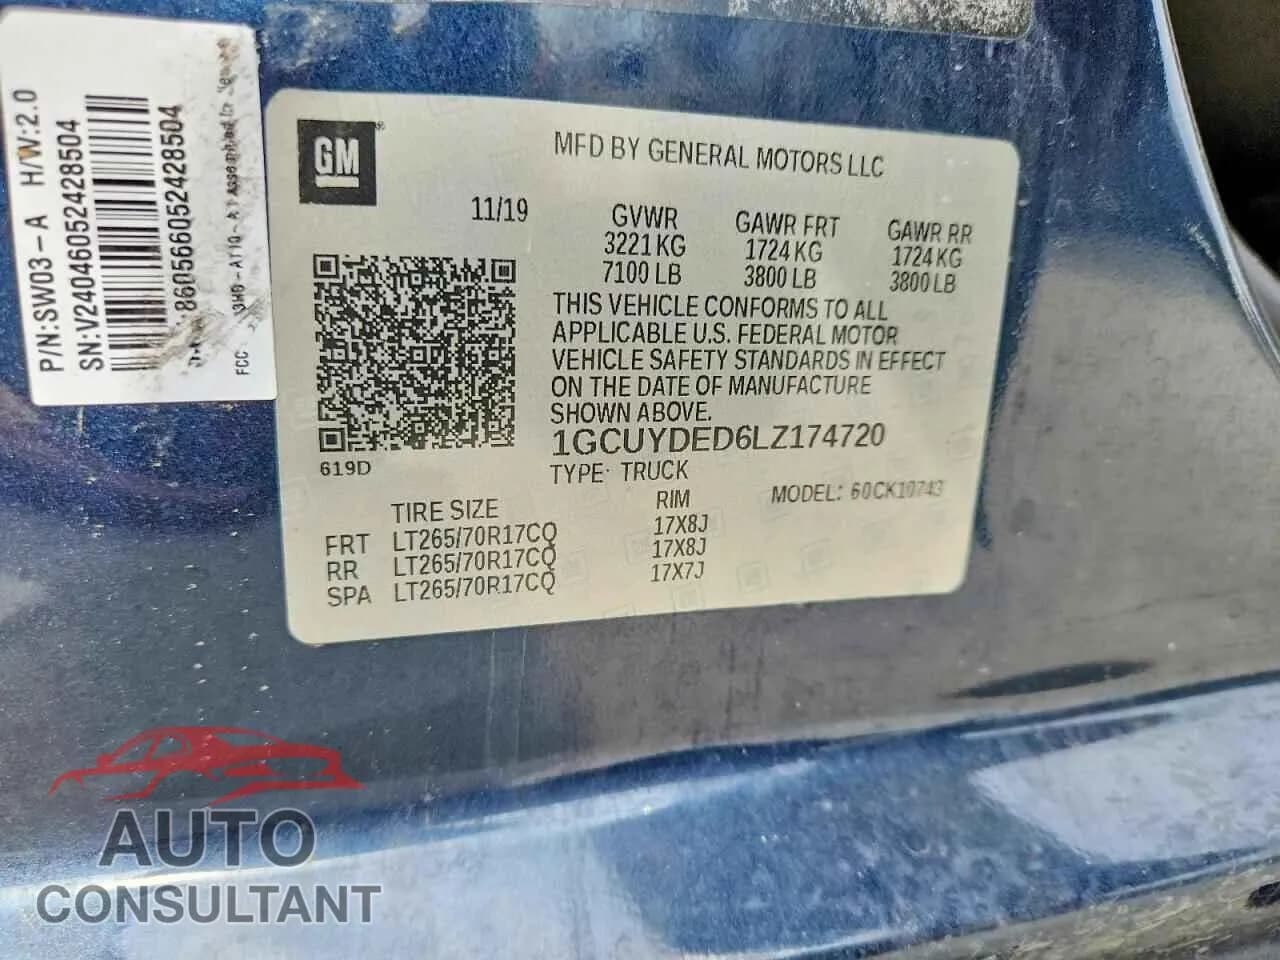 P/N:SW03-A H/W:2.0
SN:V24046052428504
860566052428504
FCC
GM
®
MFD BY GENERAL MOTORS LLC
11/19
GVWR GAWR FRT GAWR RR
3221 KG 1724 KG 1724 KG
7100 LB 3800 LB 3800 LB
THIS VEHICLE CONFORMS TO ALL
APPLICABLE U.S. FEDERAL MOTOR
VEHICLE SAFETY STANDARDS IN EFFECT
ON THE DATE OF MANUFACTURE
SHOWN ABOVE.
1GCUYDED6LZ174720
619D
TYPE: TRUCK MODEL: 60CK10743
TIRE SIZE RIM
FRT LT265/70R17CQ 17X8J
RR LT265/70R17CQ 17X8J
SPA LT265/70R17CQ 17X7J
AUTO
CONSULTANT